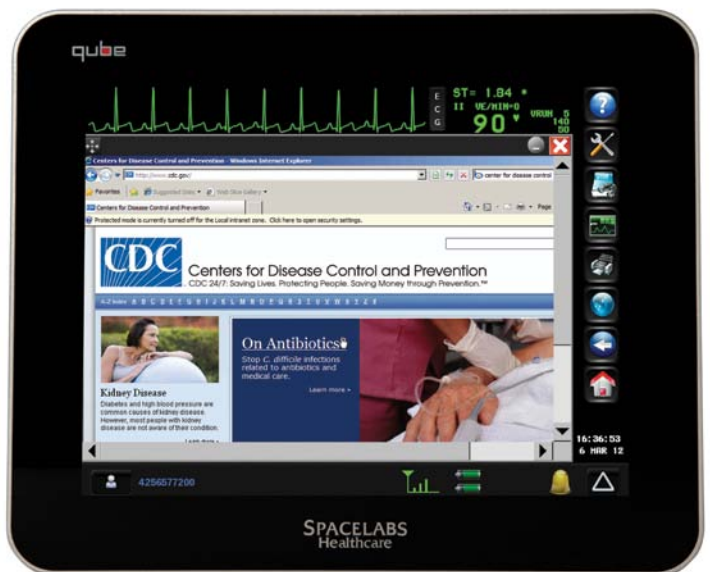 qube
E
C
G
ST= 1.84 *
II VE/MIN=0
90
VRUN 5
140
50
Centers for Disease Control and Prevention - Windows Internet Explorer
http://www.cdc.gov/
center for disease control
Favorites
Suggested Sites
Web Slice Gallery
Centers for Disease Control and Prevention
Page
Protected mode is currently turned off for the Local intranet zone. Click here to open security settings.
CDC
Centers for Disease Control and Prevention
CDC 24/7: Saving Lives. Protecting People. Saving Money through Prevention.™
A-Z Index A B C D E F G H I J K L M N O P Q R S T U V W X Y Z #
On Antibiotics
Stop C. difficile infections
related to antibiotics and
medical care.
Learn more
Kidney Disease
Diabetes and high blood pressure are
common causes of kidney disease.
However, most people with kidney
disease are not aware of their condition.
Learn more
16:36:53
6 MAR 12
4256577200
SPACELABS
Healthcare